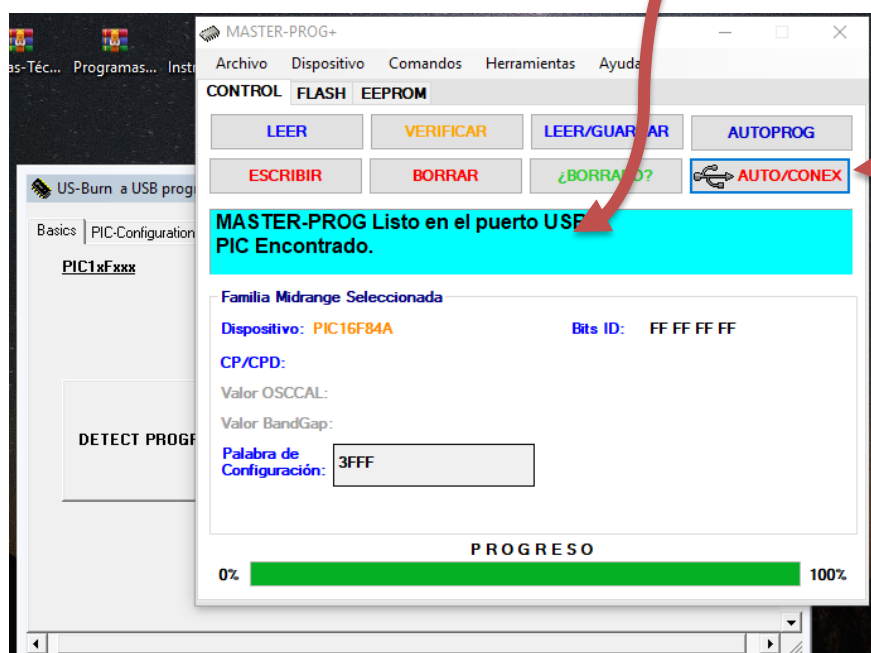 as-Téc... Programas... Instr
MASTER-PROG+
Archivo Dispositivo Comandos Herramientas Ayuda
CONTROL FLASH EEPROM
LEER VERIFICAR LEER/GUARDAR AUTOPROG
ESCRIBIR BORRAR ¿BORRADO? AUTO/CONEX
MASTER-PROG Listo en el puerto USB
PIC Encontrado.
Familia Midrange Seleccionada
Dispositivo: PIC16F84A Bits ID: FF FF FF FF
CP/CPD:
Valor OSCCAL:
Valor BandGap:
Palabra de
Configuración: 3FFF
PROGRESO
0% 100%
US-Burn a USB prog
Basics PIC-Configuration
PIC1xFxxx
DETECT PROGR